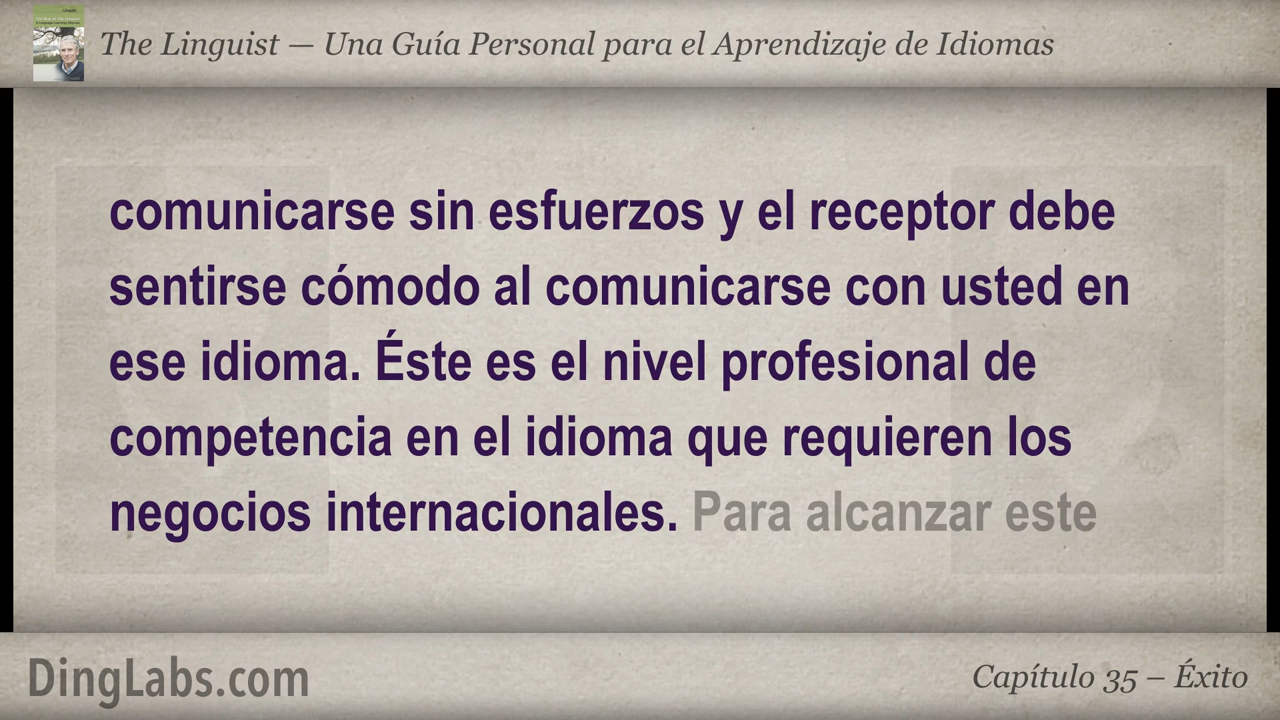 The Linguist — Una Guía Personal para el Aprendizaje de Idiomas
comunicarse sin esfuerzos y el receptor debe
sentirse cómodo al comunicarse con usted en
ese idioma. Éste es el nivel profesional de
competencia en el idioma que requieren los
negocios internacionales. Para alcanzar este
DingLabs.com
Capítulo 35 – Éxito